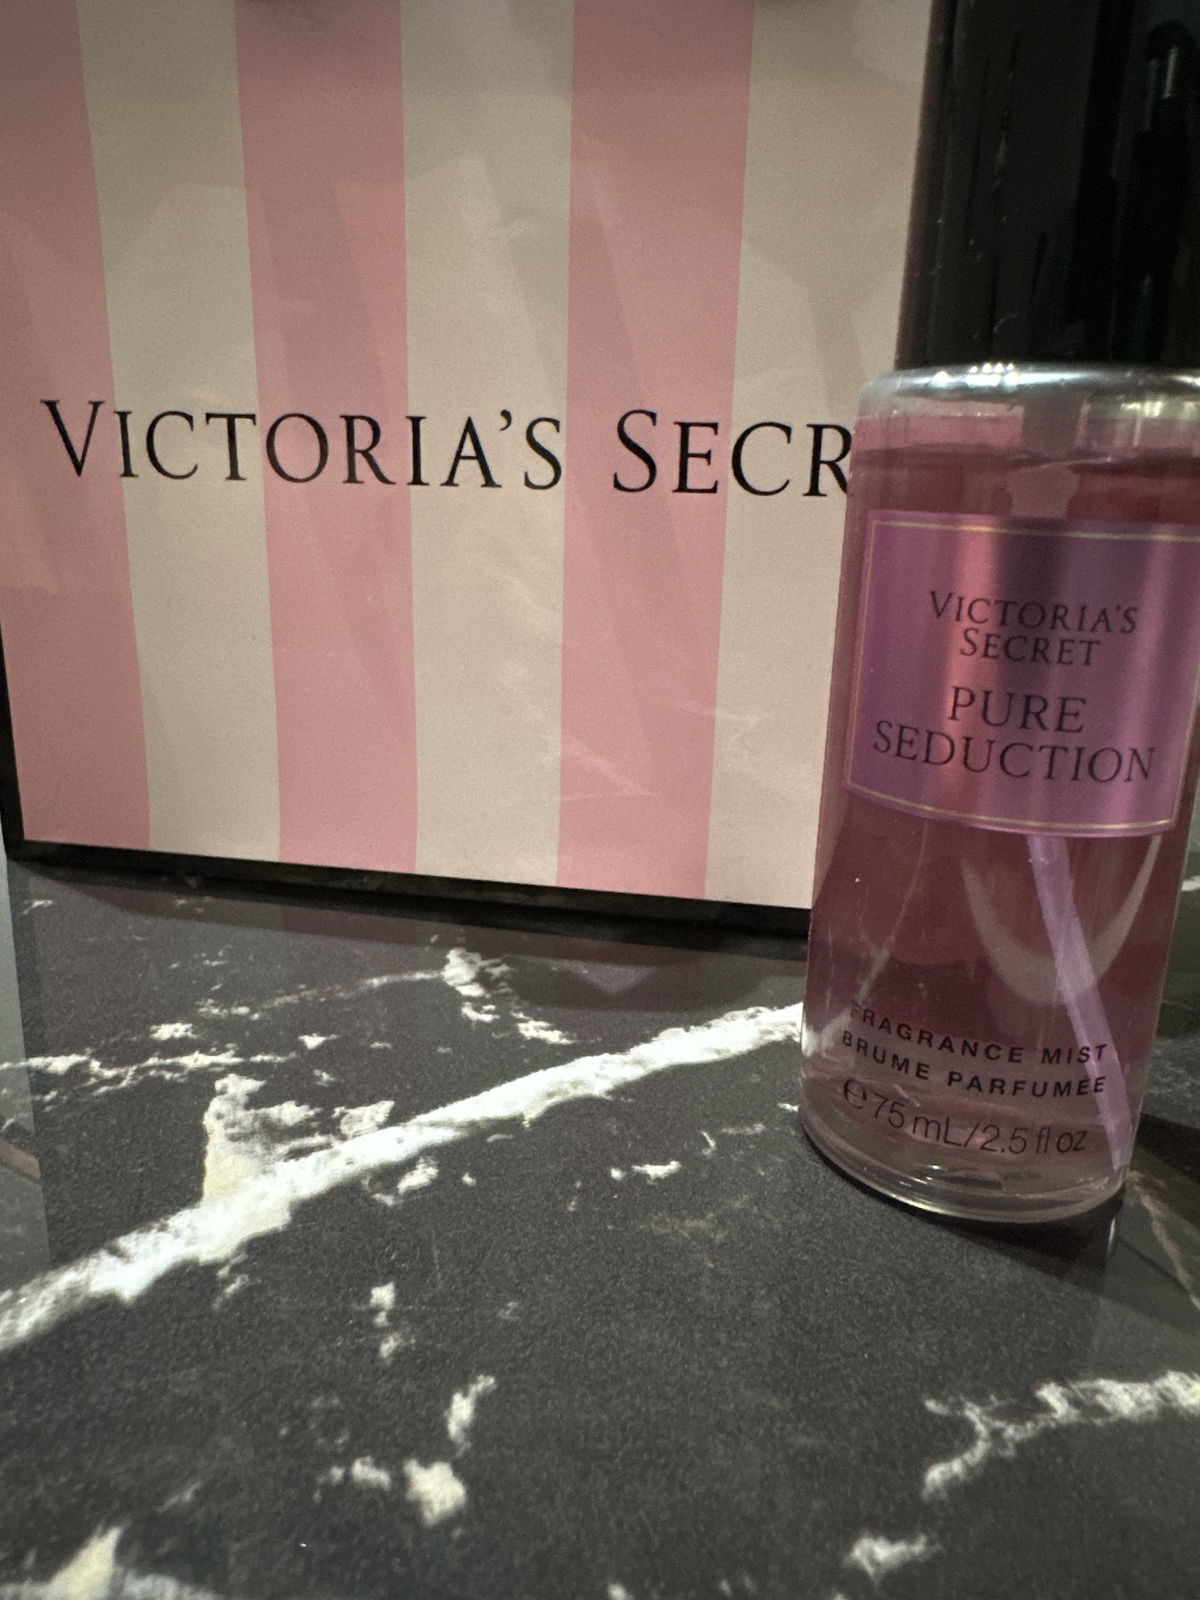 VICTORIA'S SECR
VICTORIA'S
SECRET
PURE
SEDUCTION
FRAGRANCE MIST
BRUME PARFUMÉE
℮75 mL/2.5 fl oz